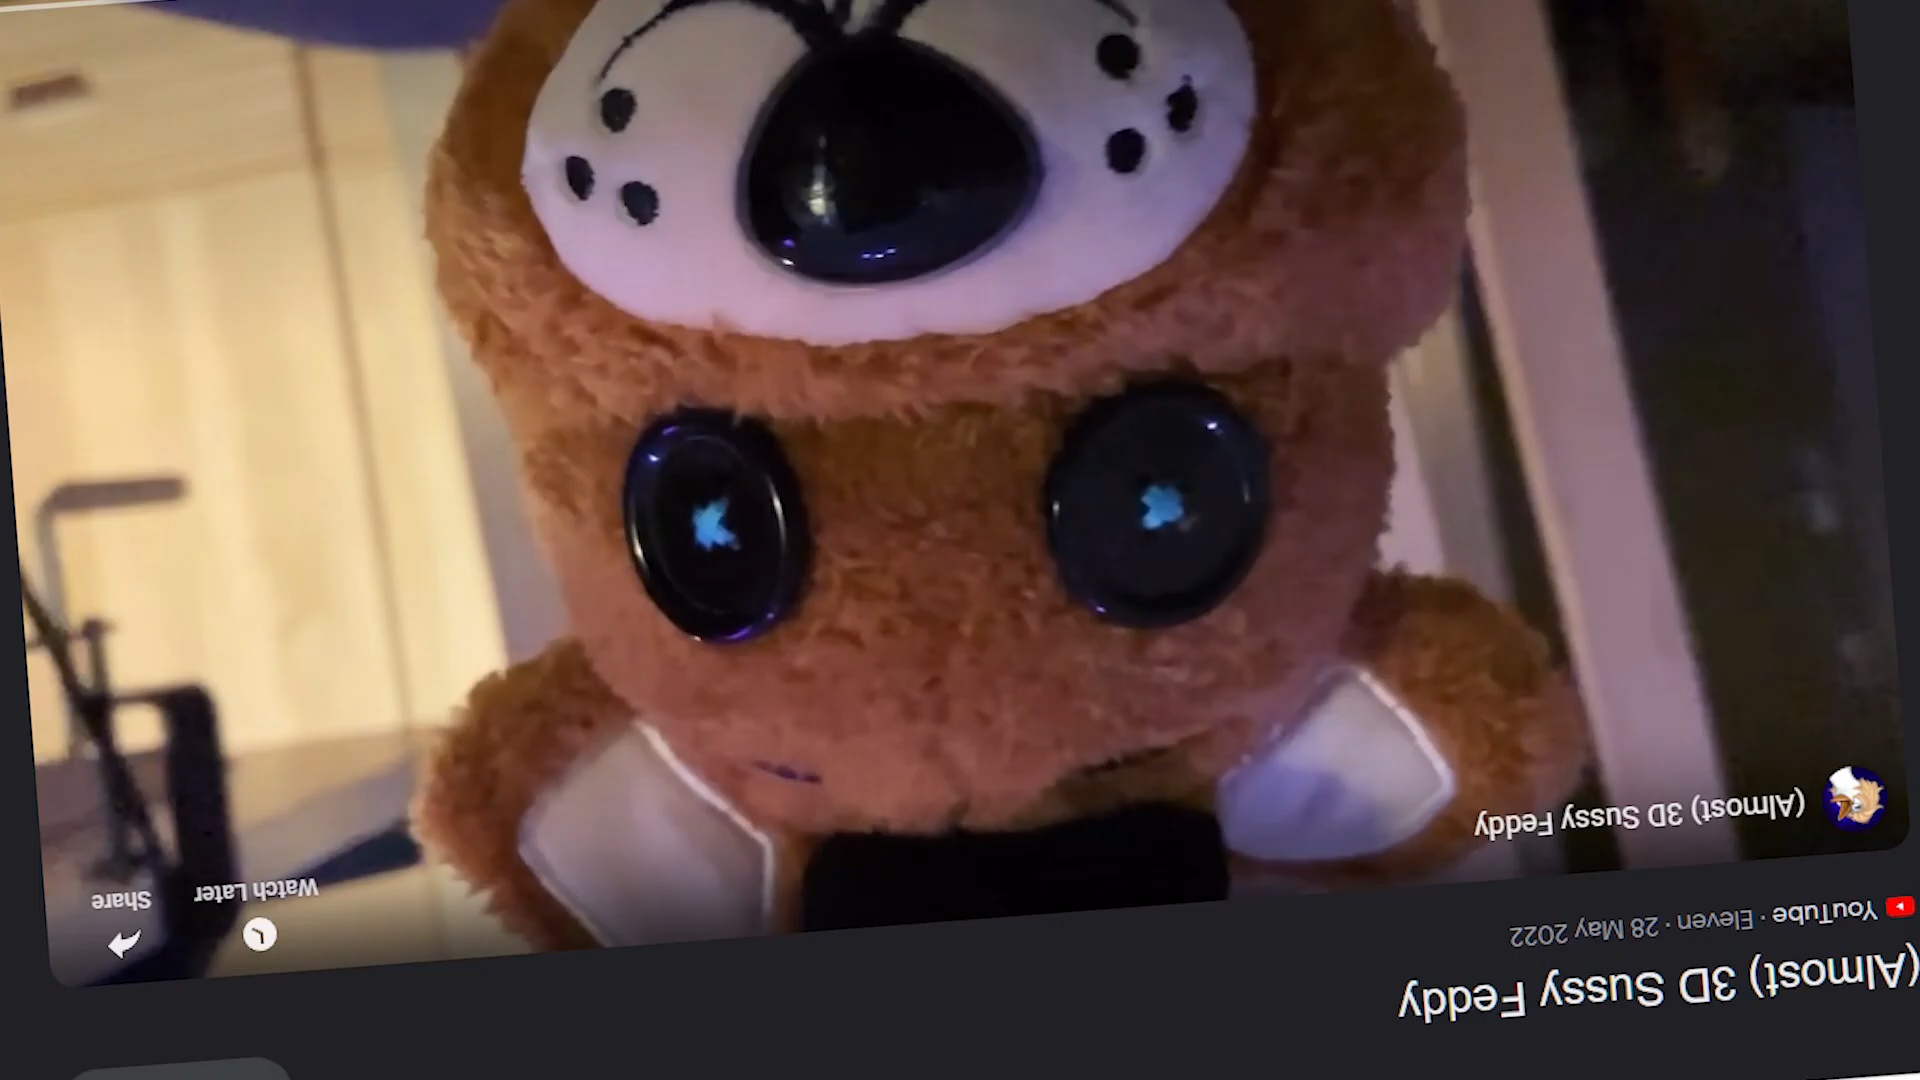 (Almost) 3D Sussy Feddy
YouTube · Eleven · 28 May 2022
(Almost) 3D Sussy Feddy
Watch Later
Share